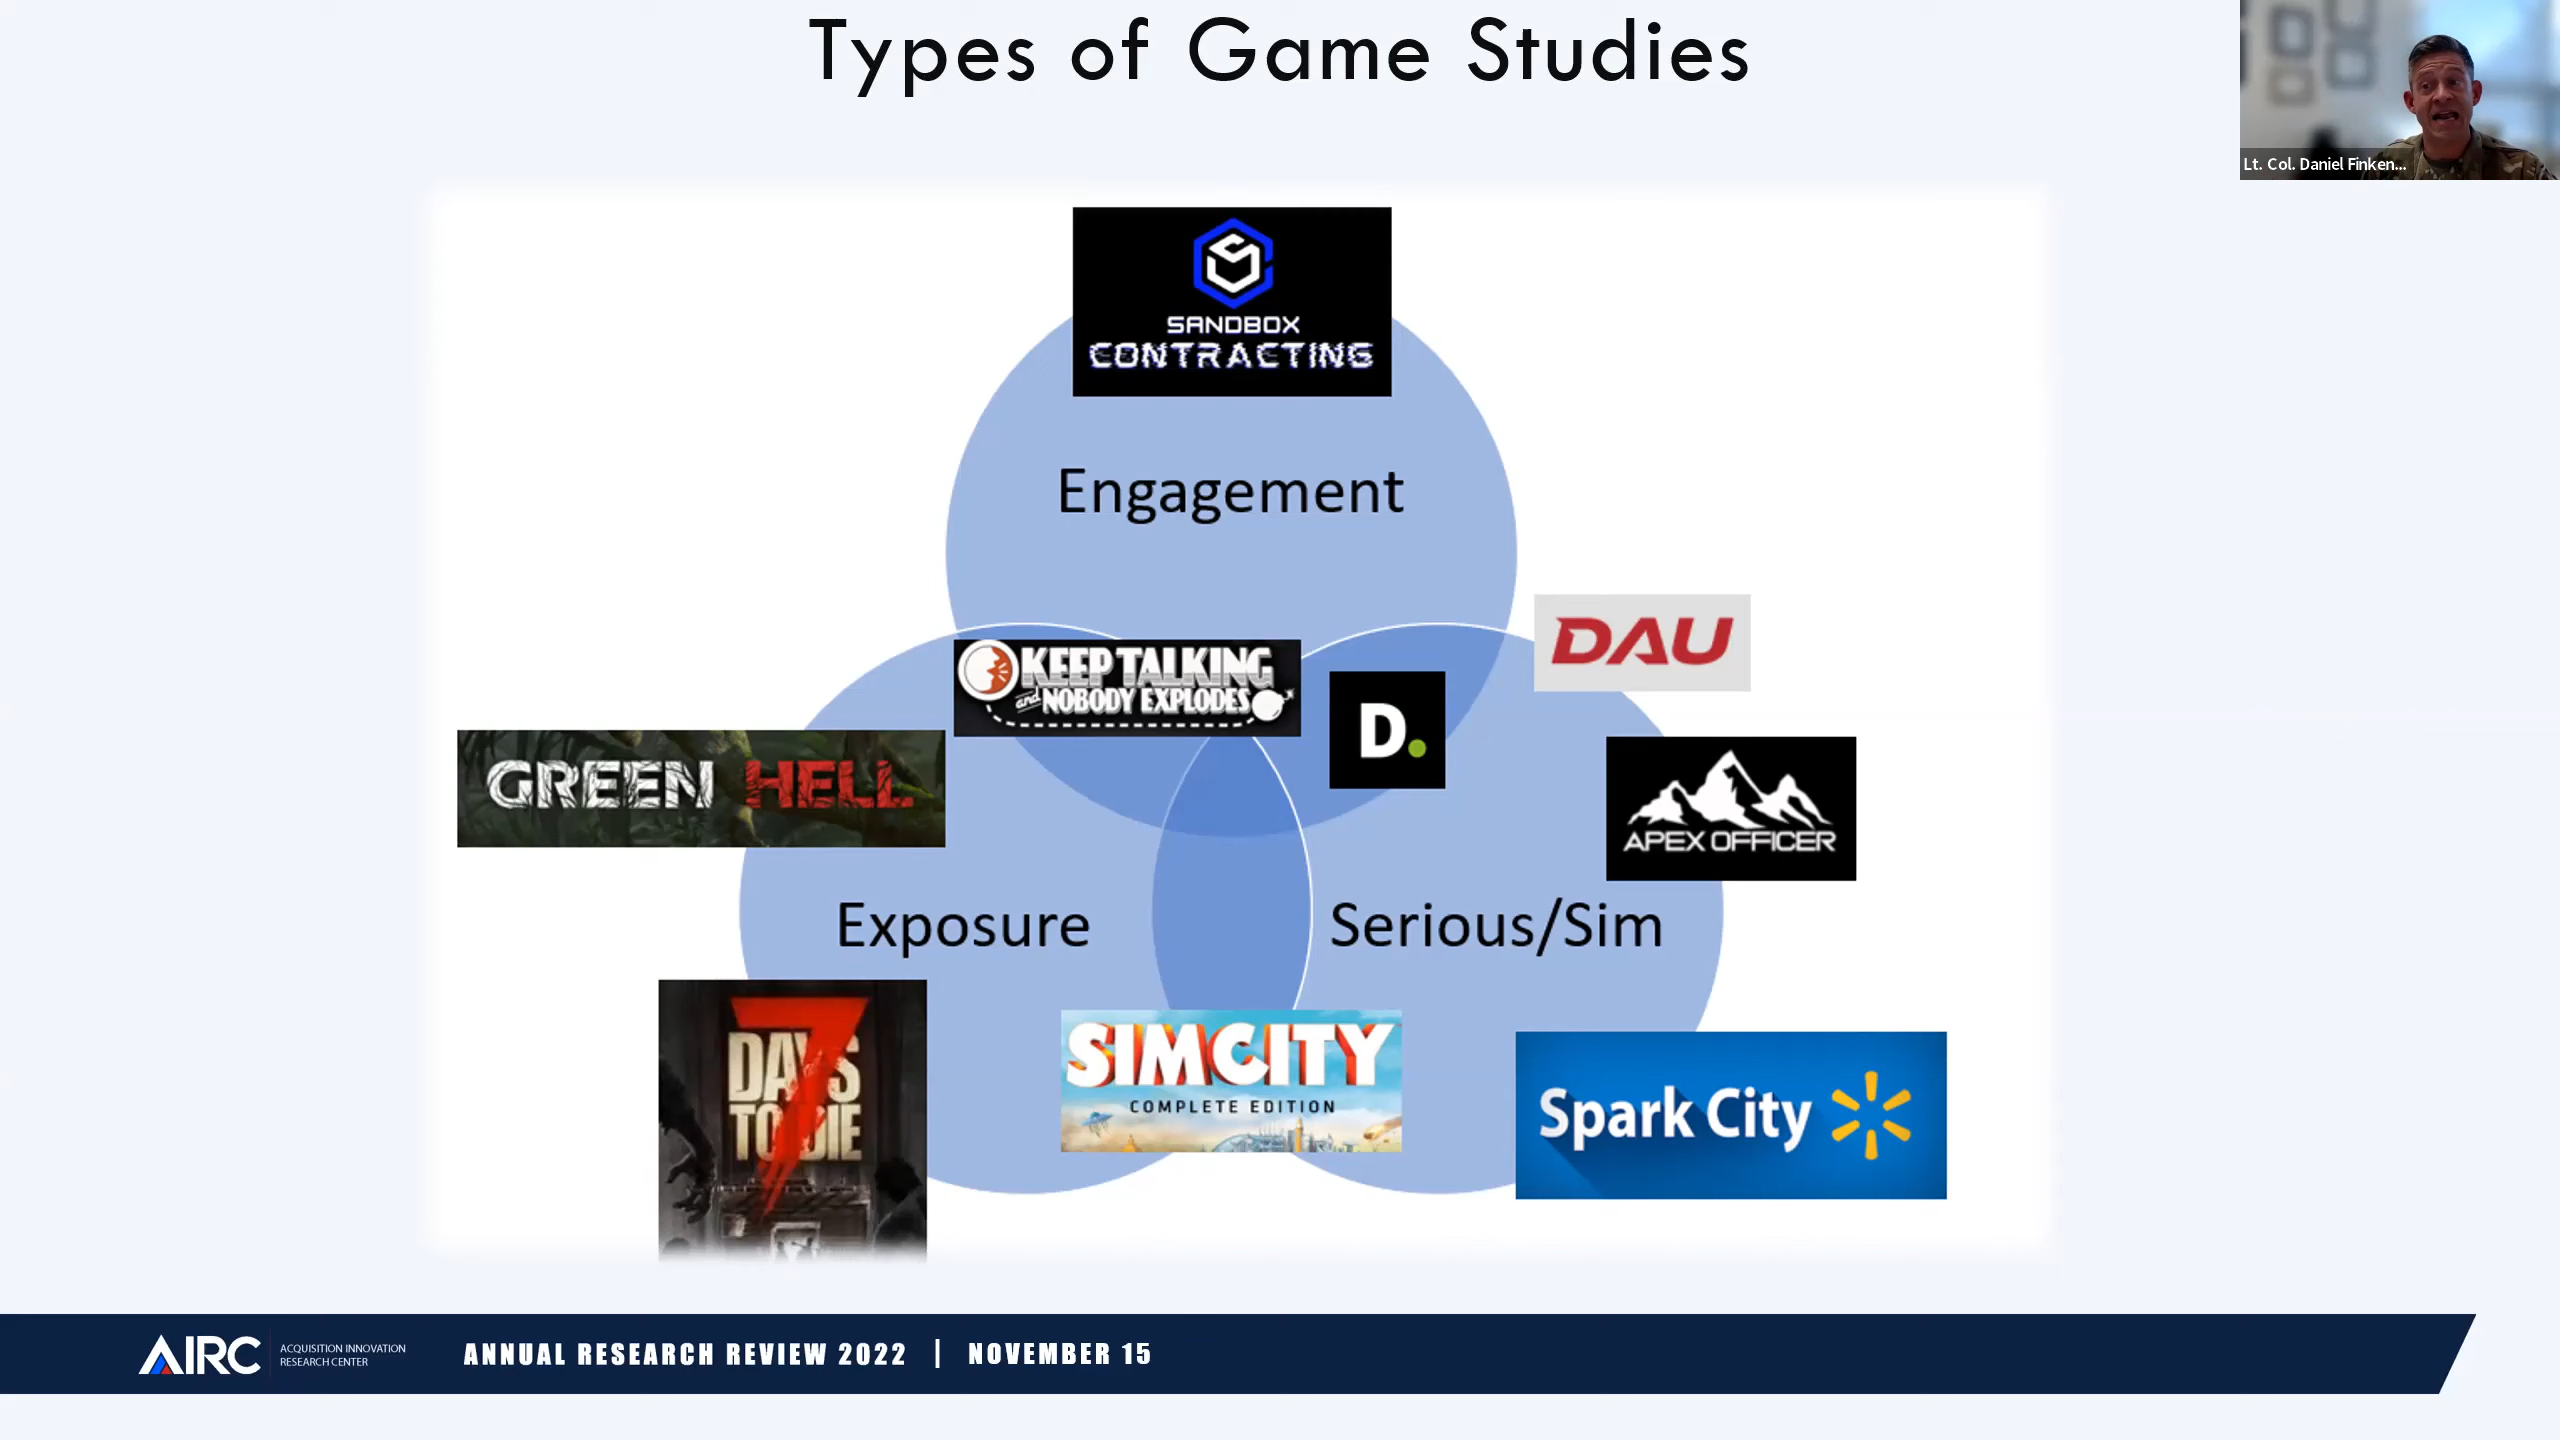 Types of Game Studies
Lt. Col. Daniel Finken...
SANDBOX
CONTRACTING
Engagement
DAU
KEEP TALKING
and NOBODY EXPLODES
D.
GREEN HELL
APEX OFFICER
Exposure
Serious/Sim
7
DAYS
TO DIE
SIMCITY
COMPLETE EDITION
Spark City
AIRC
ACQUISITION INNOVATION
RESEARCH CENTER
ANNUAL RESEARCH REVIEW 2022 | NOVEMBER 15